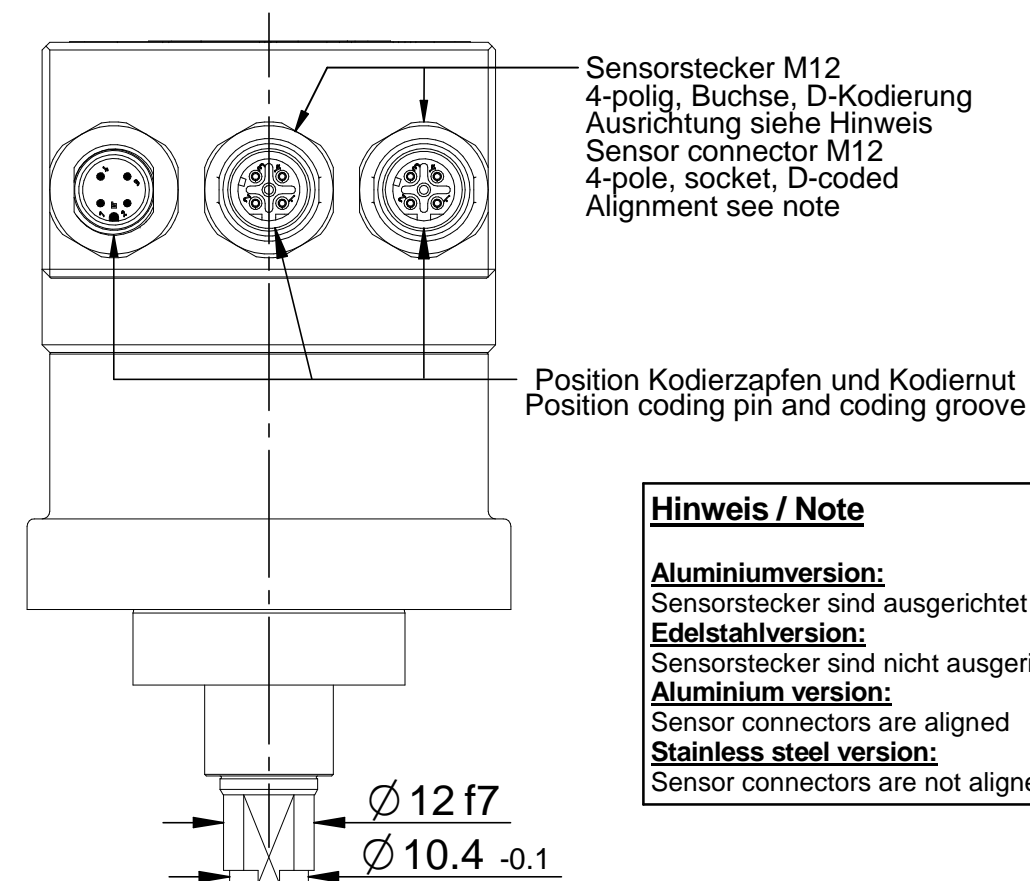 Sensorstecker M12
4-polig, Buchse, D-Kodierung
Ausrichtung siehe Hinweis
Sensor connector M12
4-pole, socket, D-coded
Alignment see note
Position Kodierzapfen und Kodiernut
Position coding pin and coding groove
Hinweis / Note
Aluminiumversion:
Sensorstecker sind ausgerichtet
Edelstahlversion:
Sensorstecker sind nicht
Aluminium version:
Sensor connectors are aligned
Stainless steel version:
Sensor connectors are not
∅ 12 f7
∅ 10.4 -0.1